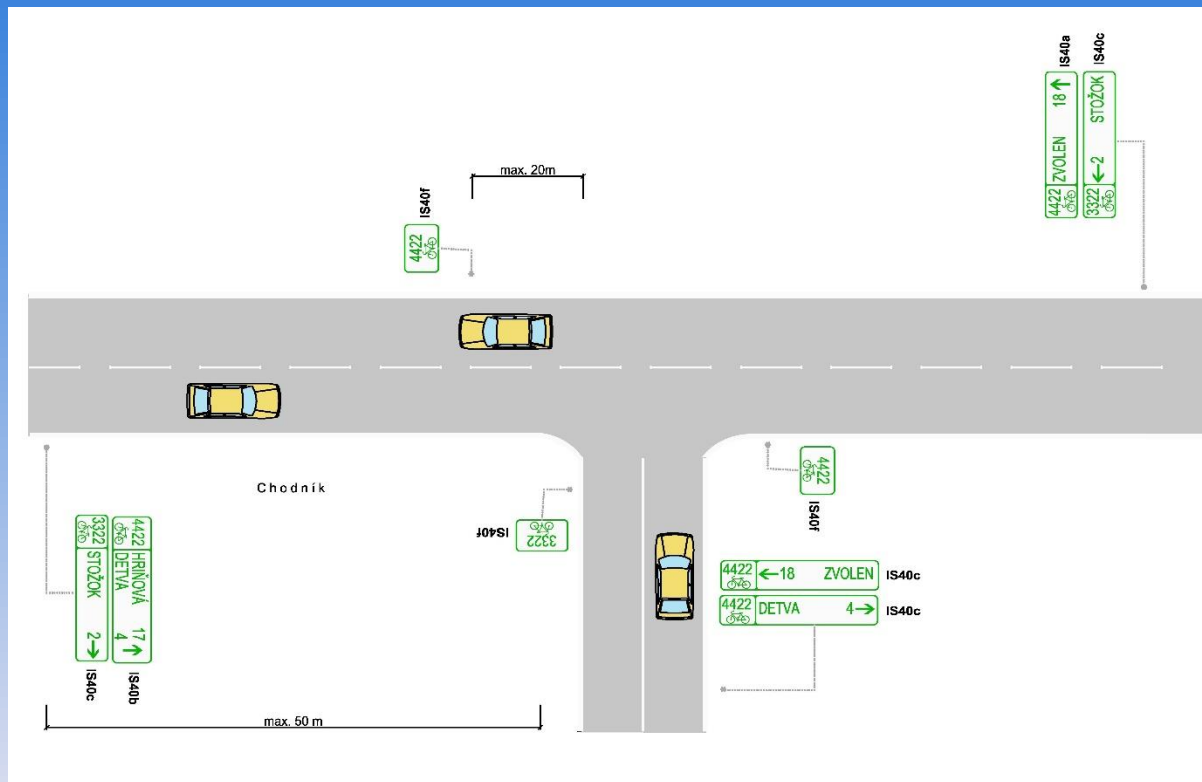 IS40a
IS40c
4422 ZVOLEN 18 ↑
3322 ←2 STOŽOK
max. 20m
IS40f
4422
Chodník
4422
IS40f
IS40f
3322
3322 STOŽOK 2→
4422 HRIŇOVÁ 17
DETVA 4 ↑
IS40c
IS40b
4422 ←18 ZVOLEN IS40c
4422 DETVA 4→ IS40c
max. 50 m